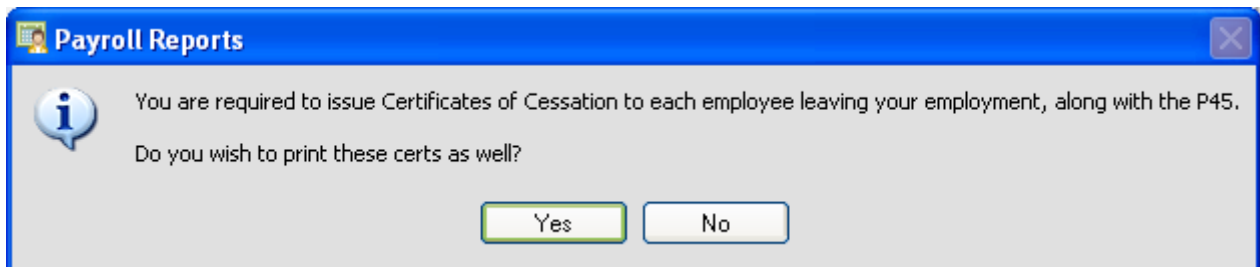 Payroll Reports
You are required to issue Certificates of Cessation to each employee leaving your employment, along with the P45.
Do you wish to print these certs as well?
Yes
No